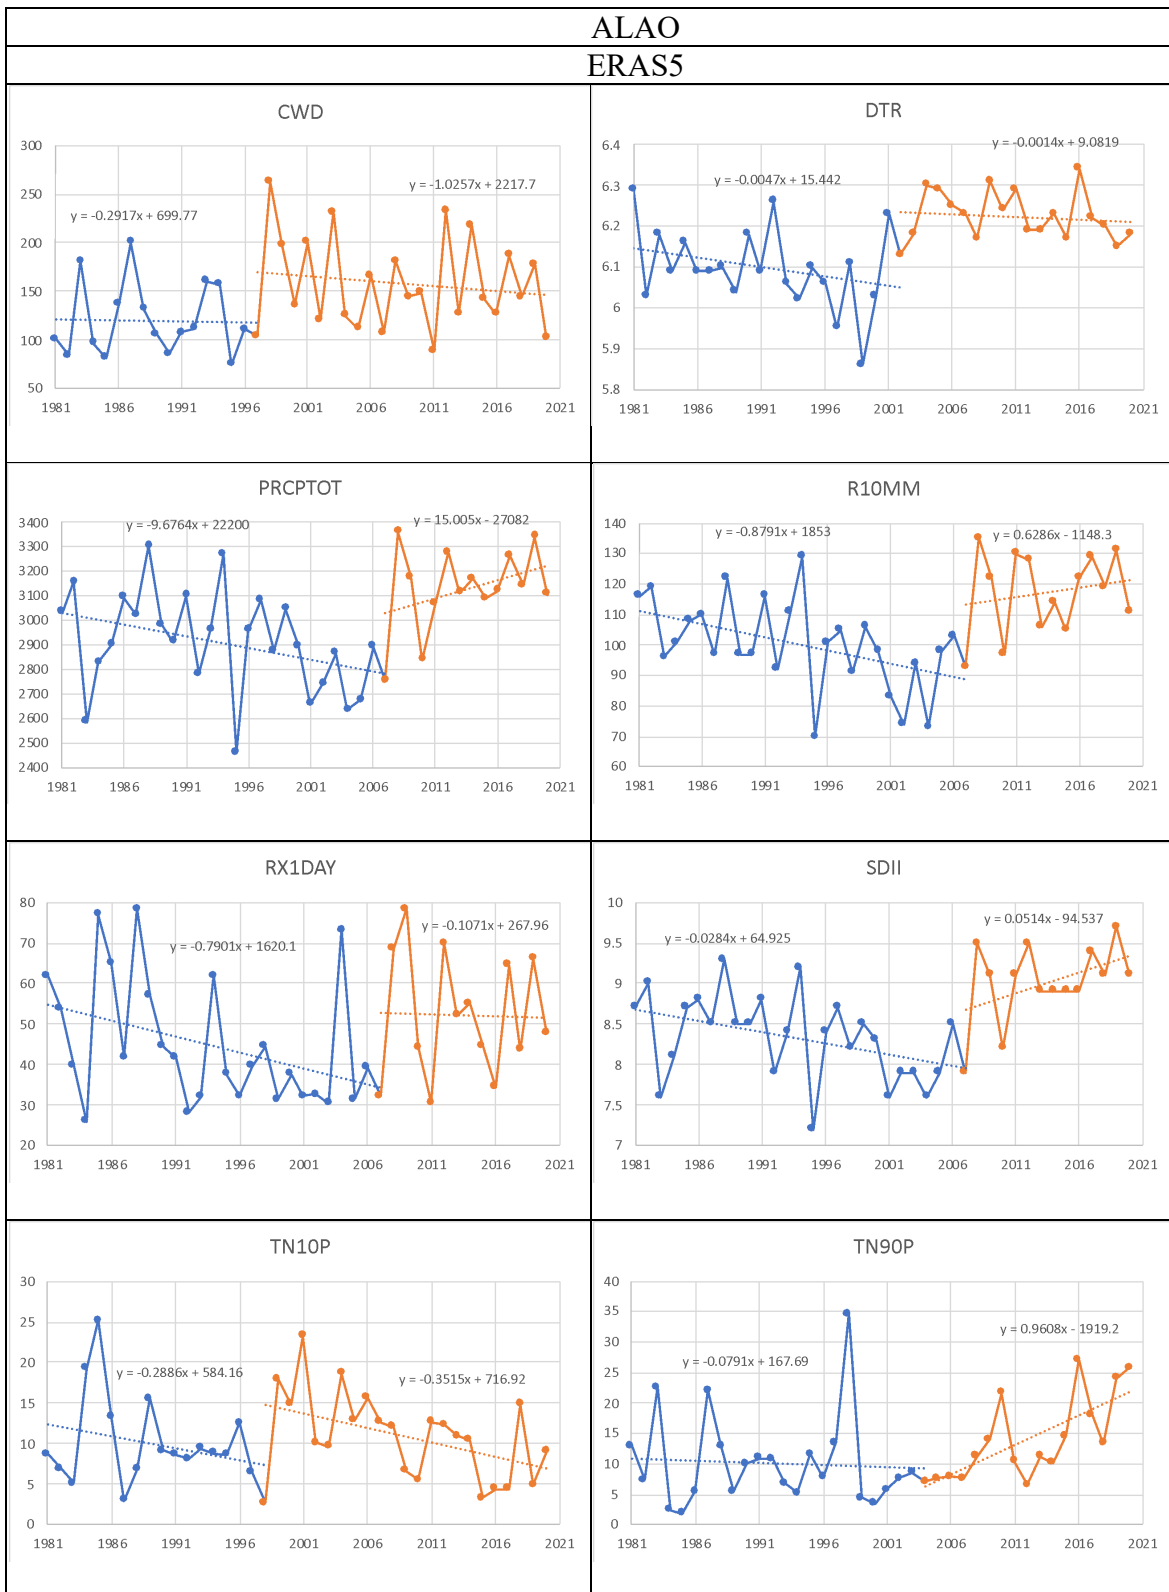 ALAO
ERAS5
CWD
y = -0.2917x + 699.77
y = -1.0257x + 2217.7
300
250
200
150
100
50
1981 1986 1991 1996 2001 2006 2011 2016 2021
DTR
y = -0.0047x + 15.442
y = -0.0014x + 9.0819
6.4
6.3
6.2
6.1
6
5.9
5.8
1981 1986 1991 1996 2001 2006 2011 2016 2021
PRCPTOT
y = -9.6764x + 22200
y = 15.005x - 27082
3400
3300
3200
3100
3000
2900
2800
2700
2600
2500
2400
1981 1986 1991 1996 2001 2006 2011 2016 2021
R10MM
y = -0.8791x + 1853
y = 0.6286x - 1148.3
140
130
120
110
100
90
80
70
60
1981 1986 1991 1996 2001 2006 2011 2016 2021
RX1DAY
y = -0.7901x + 1620.1
y = -0.1071x + 267.96
80
70
60
50
40
30
20
1981 1986 1991 1996 2001 2006 2011 2016 2021
SDII
y = -0.0284x + 64.925
y = 0.0514x - 94.537
10
9.5
9
8.5
8
7.5
7
1981 1986 1991 1996 2001 2006 2011 2016 2021
TN10P
y = -0.2886x + 584.16
y = -0.3515x + 716.92
30
25
20
15
10
5
0
1981 1986 1991 1996 2001 2006 2011 2016 2021
TN90P
y = -0.0791x + 167.69
y = 0.9608x - 1919.2
40
35
30
25
20
15
10
5
0
1981 1986 1991 1996 2001 2006 2011 2016 2021